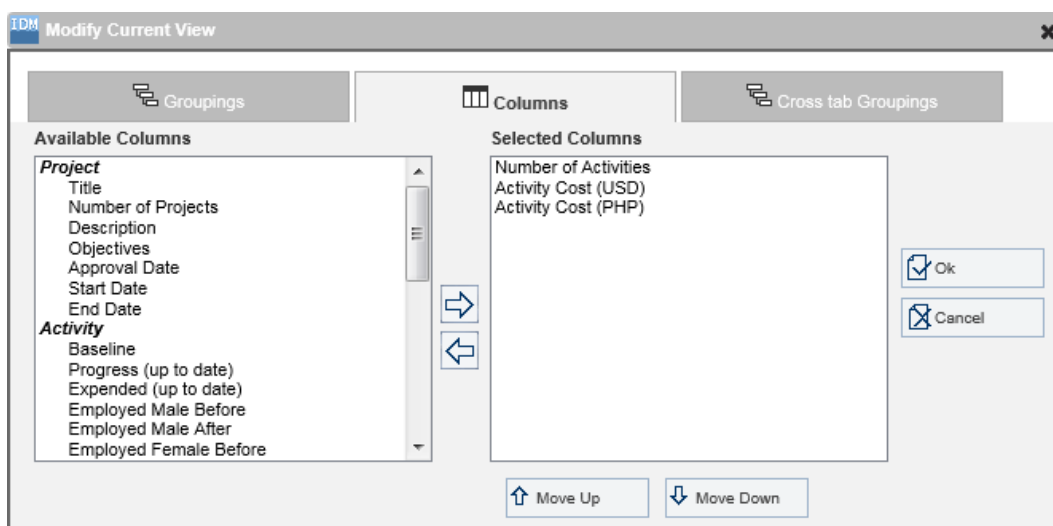 IDM Modify Current View
Groupings
Columns
Cross tab Groupings
Available Columns
Project
Title
Number of Projects
Description
Objectives
Approval Date
Start Date
End Date
Activity
Baseline
Progress (up to date)
Expended (up to date)
Employed Male Before
Employed Male After
Employed Female Before
Selected Columns
Number of Activities
Activity Cost (USD)
Activity Cost (PHP)
Ok
Cancel
Move Up
Move Down